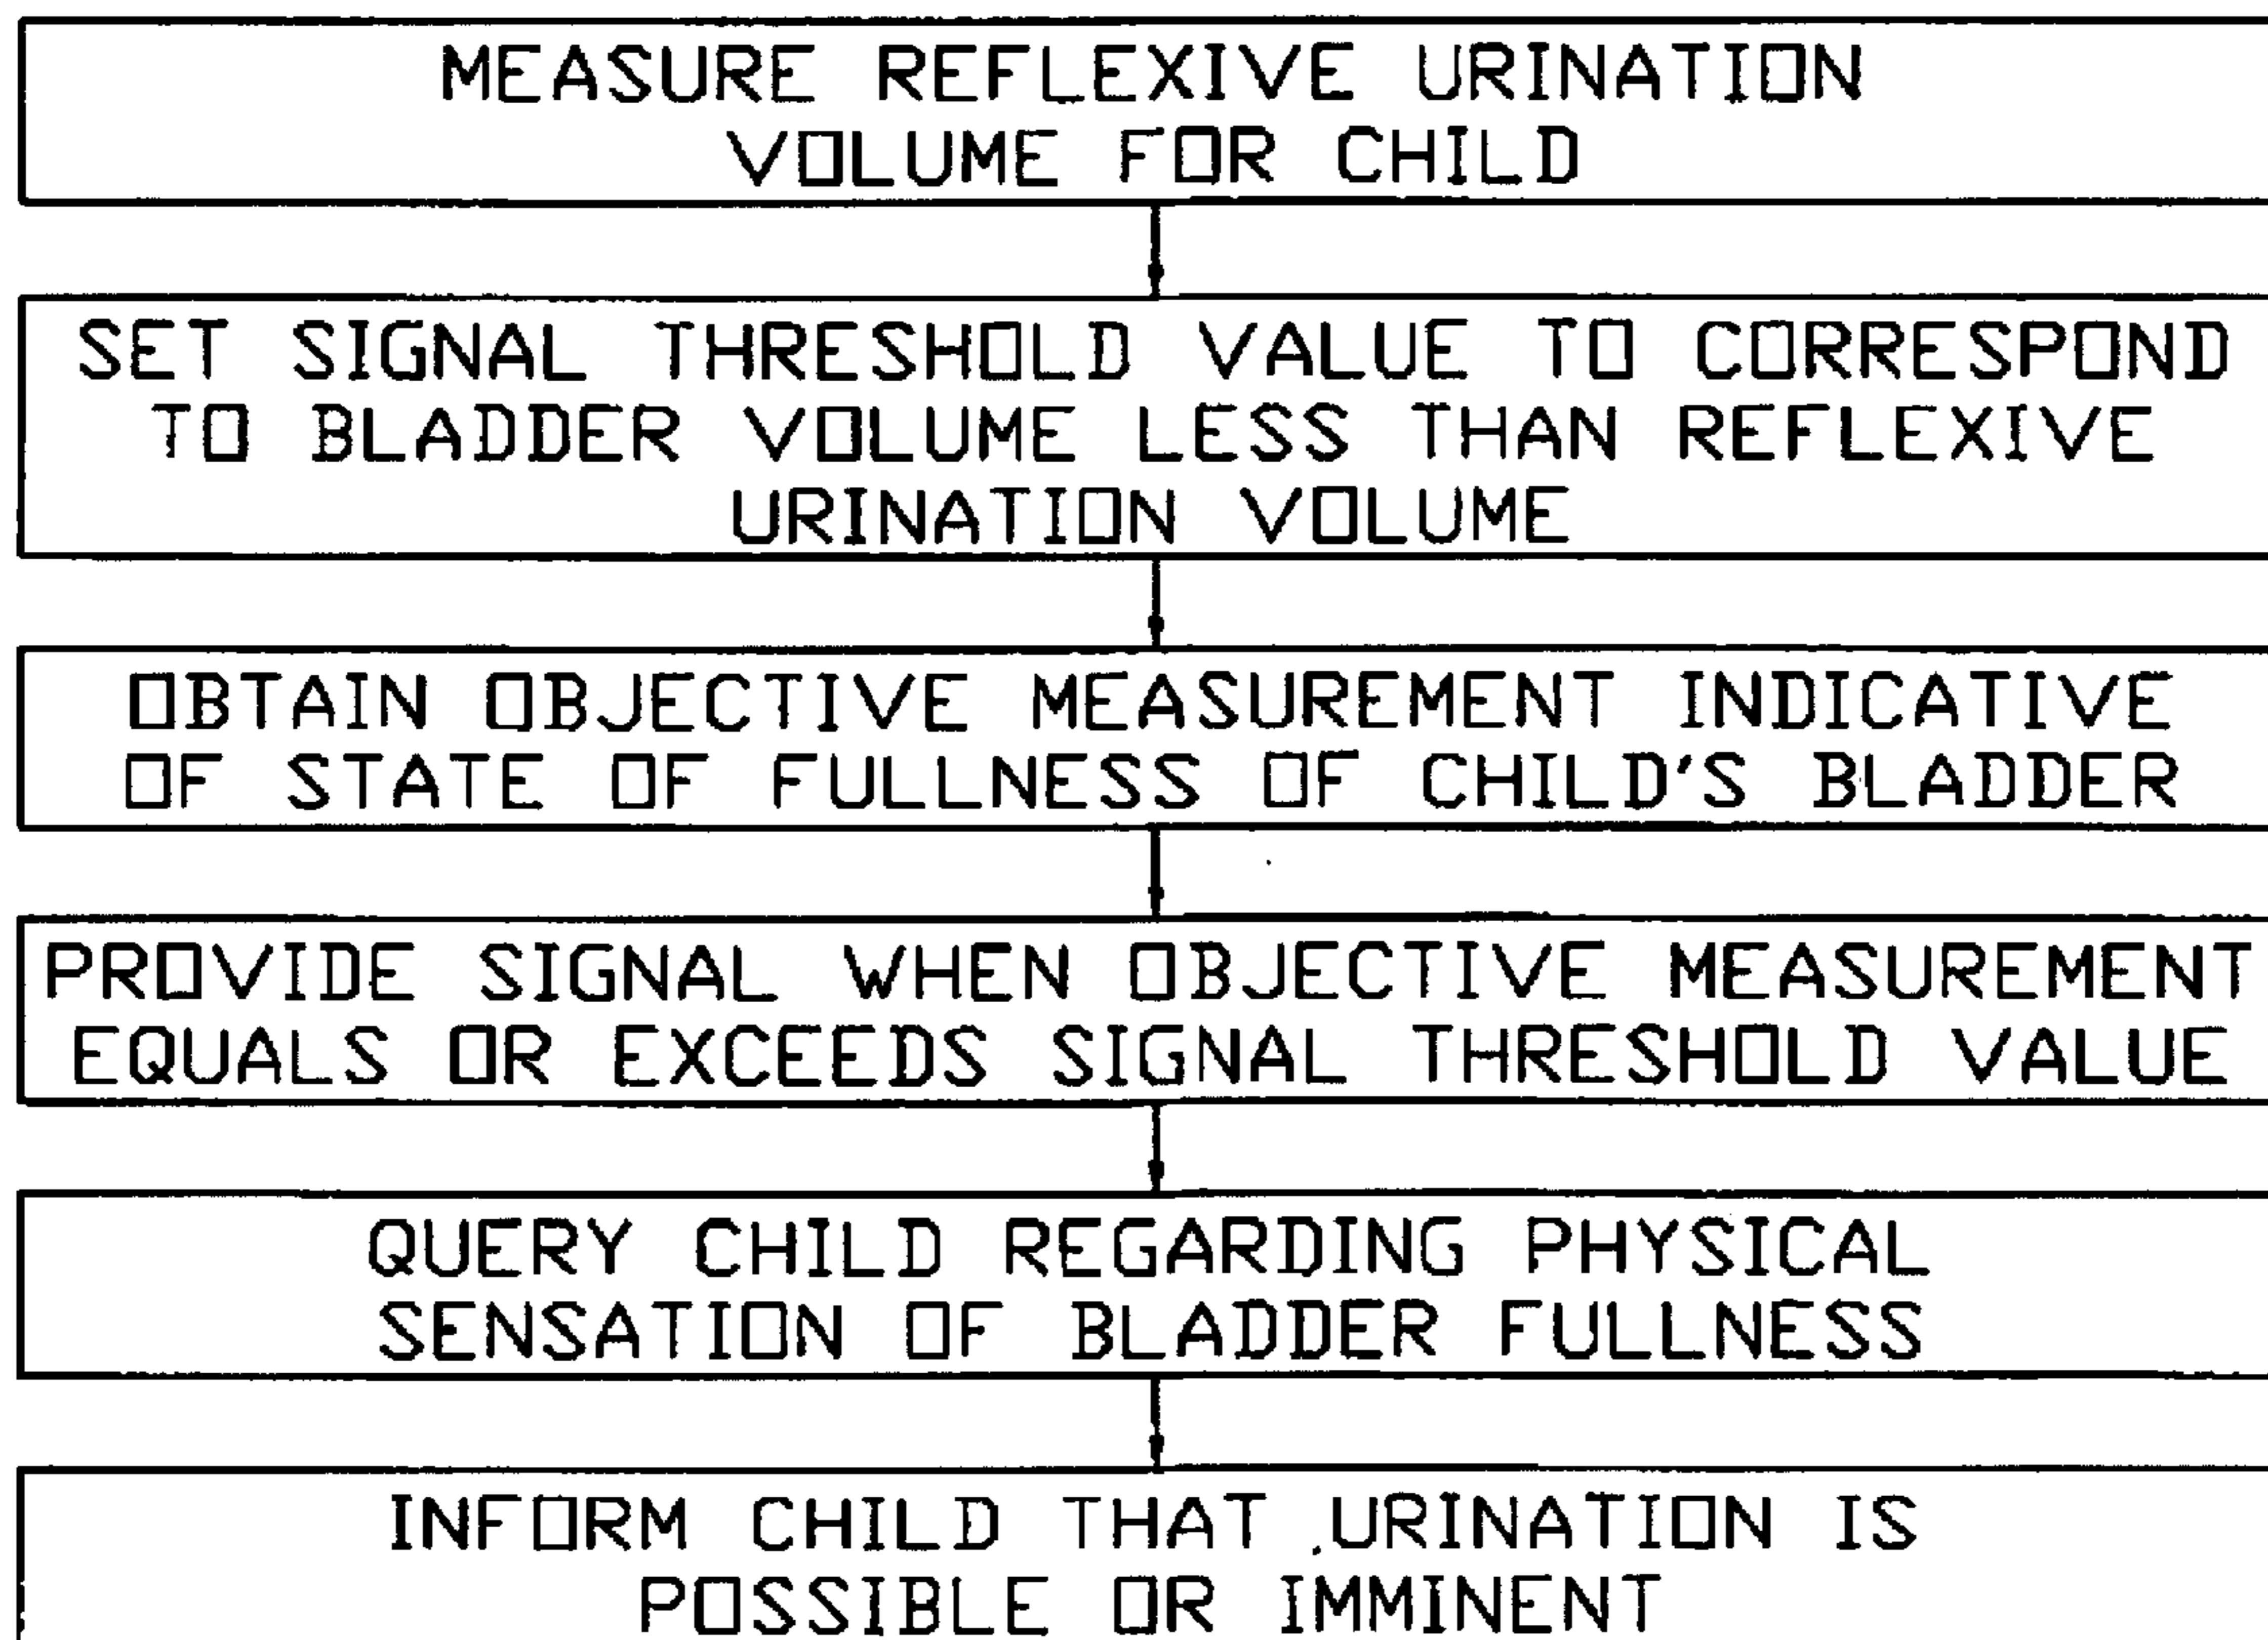 MEASURE REFLEXIVE URINATION
VOLUME FOR CHILD
SET SIGNAL THRESHOLD VALUE TO CORRESPOND
TO BLADDER VOLUME LESS THAN REFLEXIVE
URINATION VOLUME
OBTAIN OBJECTIVE MEASUREMENT INDICATIVE
OF STATE OF FULLNESS OF CHILD'S BLADDER
PROVIDE SIGNAL WHEN OBJECTIVE MEASUREMENT
EQUALS OR EXCEEDS SIGNAL THRESHOLD VALUE
QUERY CHILD REGARDING PHYSICAL
SENSATION OF BLADDER FULLNESS
INFORM CHILD THAT URINATION IS
POSSIBLE OR IMMINENT